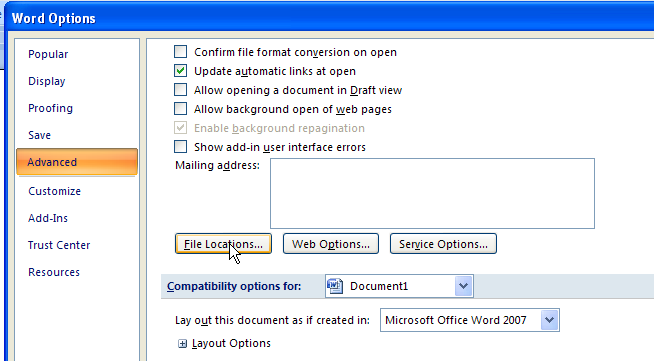 Word Options
Popular
Display
Proofing
Save
Advanced
Customize
Add-Ins
Trust Center
Resources
Confirm file format conversion on open
Update automatic links at open
Allow opening a document in Draft view
Allow background open of web pages
Enable background repagination
Show add-in user interface errors
Mailing address:
File Locations... Web Options... Service Options...
Compatibility options for: Document1
Lay out this document as if created in: Microsoft Office Word 2007
Layout Options